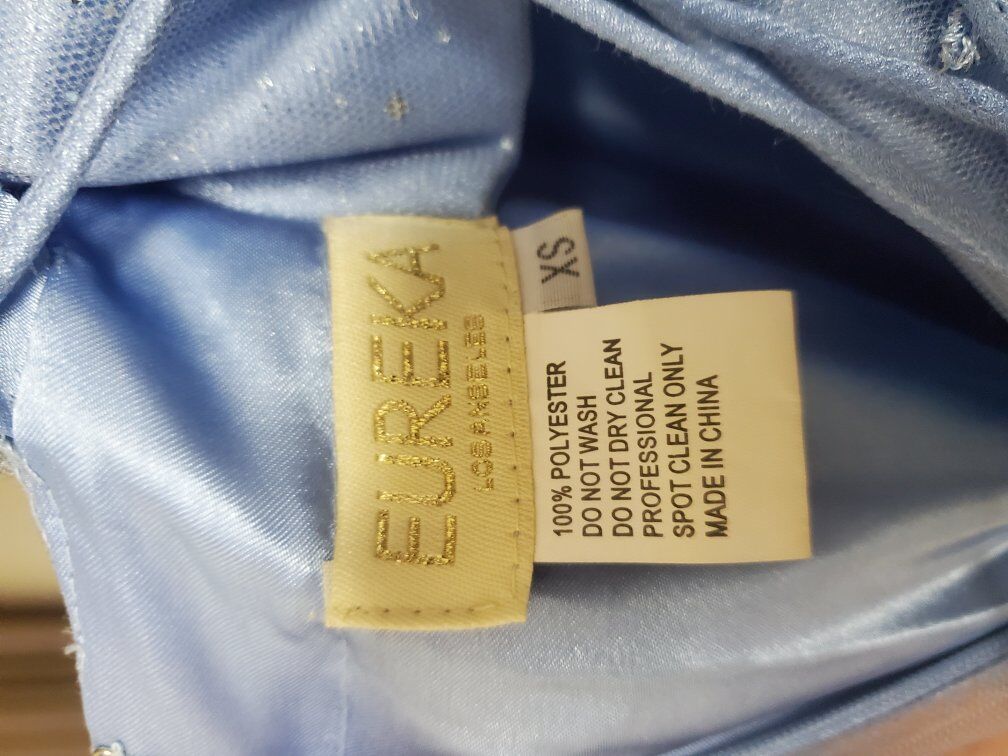 EUREKA
LOS ANGELES
XS
100% POLYESTER
DO NOT WASH
DO NOT DRY CLEAN
PROFESSIONAL
SPOT CLEAN ONLY
MADE IN CHINA